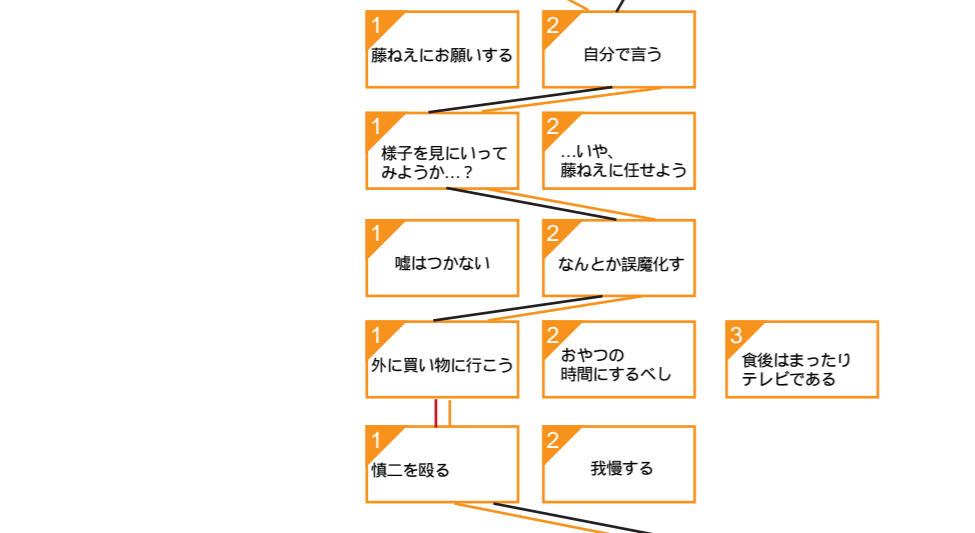 1
藤ねえにお願いする
2
自分で言う
1
様子を見にいって
みようか…？
2
…いや、
藤ねえに任せよう
1
嘘はつかない
2
なんとか誤魔化す
1
外に買い物に行こう
2
おやつの
時間にするべし
3
食後はまったり
テレビである
1
慎二を殴る
2
我慢する